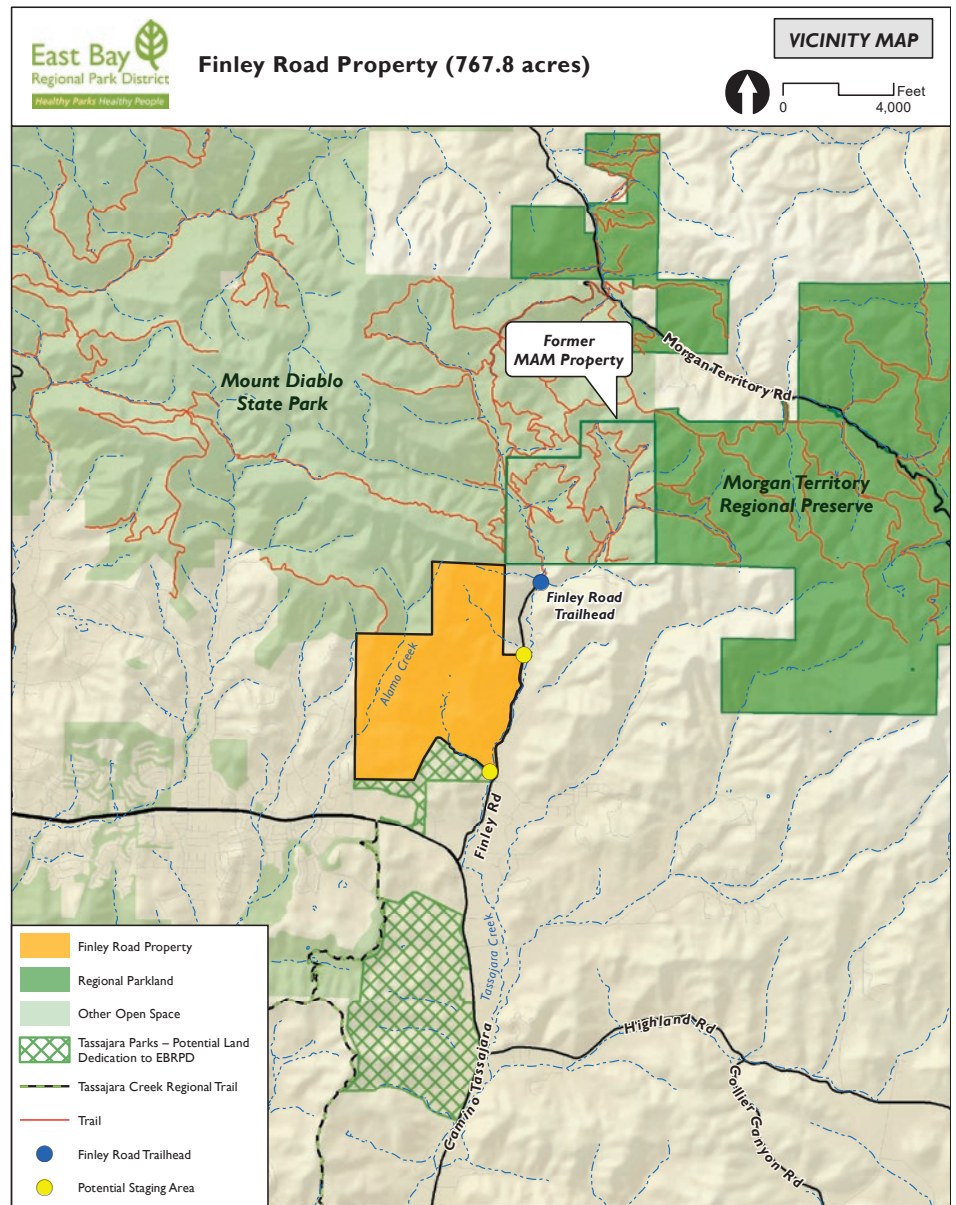 East Bay
Regional Park District
Healthy Parks Healthy People
Finley Road Property (767.8 acres)
VICINITY MAP
Feet
0 4,000
Former
MAM Property
Morgan Territory Rd
Mount Diablo
State Park
Morgan Territory
Regional Preserve
Finley Road
Trailhead
Alamo Creek
Finley Rd
Tassajara Creek
Highland Rd
Camino Tassajara
Collier Canyon Rd
Finley Road Property
Regional Parkland
Other Open Space
Tassajara Parks – Potential Land
Dedication to EBRPD
Tassajara Creek Regional Trail
Trail
Finley Road Trailhead
Potential Staging Area